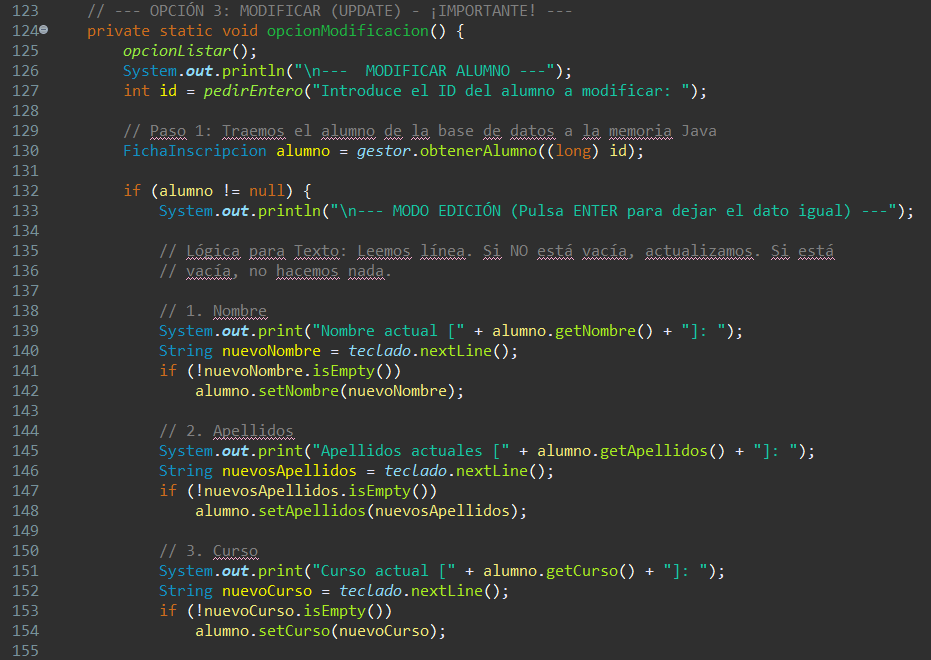 123 // --- OPCIÓN 3: MODIFICAR (UPDATE) - ¡IMPORTANTE! ---
124 private static void opcionModificacion() {
125 opcionListar();
126 System.out.println("\n---  MODIFICAR ALUMNO ---");
127 int id = pedirEntero("Introduce el ID del alumno a modificar: ");
128
129 // Paso 1: Traemos el alumno de la base de datos a la memoria Java
130 FichaInscripcion alumno = gestor.obtenerAlumno((long) id);
131
132 if (alumno != null) {
133 System.out.println("\n--- MODO EDICIÓN (Pulsa ENTER para dejar el dato igual) ---");
134
135 // Lógica para Texto: Leemos línea. Si NO está vacía, actualizamos. Si está
136 // vacía, no hacemos nada.
137
138 // 1. Nombre
139 System.out.print("Nombre actual [" + alumno.getNombre() + "]: ");
140 String nuevoNombre = teclado.nextLine();
141 if (!nuevoNombre.isEmpty())
142 alumno.setNombre(nuevoNombre);
143
144 // 2. Apellidos
145 System.out.print("Apellidos actuales [" + alumno.getApellidos() + "]: ");
146 String nuevosApellidos = teclado.nextLine();
147 if (!nuevosApellidos.isEmpty())
148 alumno.setApellidos(nuevosApellidos);
149
150 // 3. Curso
151 System.out.print("Curso actual [" + alumno.getCurso() + "]: ");
152 String nuevoCurso = teclado.nextLine();
153 if (!nuevoCurso.isEmpty())
154 alumno.setCurso(nuevoCurso);
155